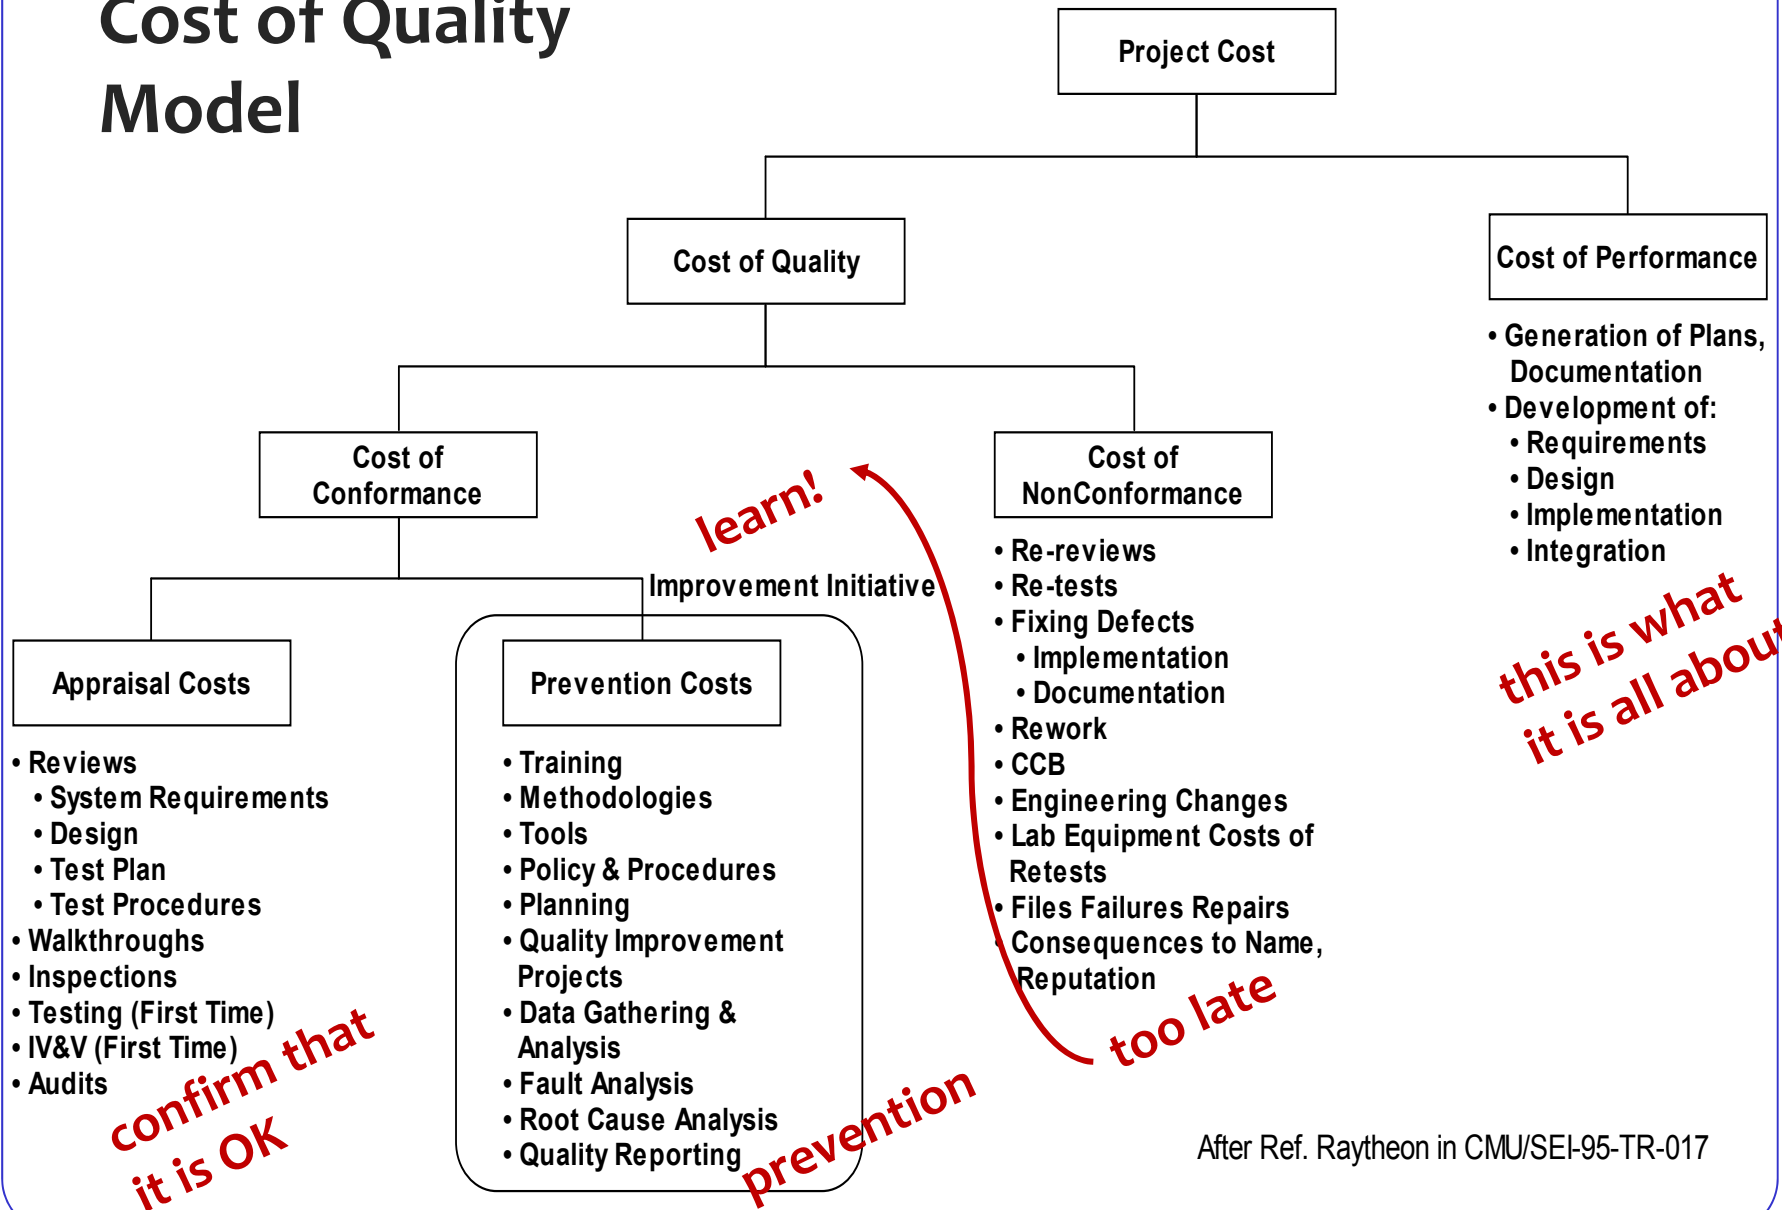 Cost of Quality
Model
Project Cost
Cost of Quality
Cost of Performance
• Generation of Plans,
Documentation
• Development of:
• Requirements
• Design
• Implementation
• Integration
this is what
it is all about
Cost of
Conformance
Cost of
NonConformance
learn!
Improvement Initiative
• Re-reviews
• Re-tests
• Fixing Defects
• Implementation
• Documentation
• Rework
• CCB
• Engineering Changes
• Lab Equipment Costs of
Retests
• Files Failures Repairs
• Consequences to Name,
Reputation
too late
Appraisal Costs
• Reviews
• System Requirements
• Design
• Test Plan
• Test Procedures
• Walkthroughs
• Inspections
• Testing (First Time)
• IV&V (First Time)
• Audits
confirm that
it is OK
Prevention Costs
• Training
• Methodologies
• Tools
• Policy & Procedures
• Planning
• Quality Improvement
Projects
• Data Gathering &
Analysis
• Fault Analysis
• Root Cause Analysis
• Quality Reporting
prevention
After Ref. Raytheon in CMU/SEI-95-TR-017